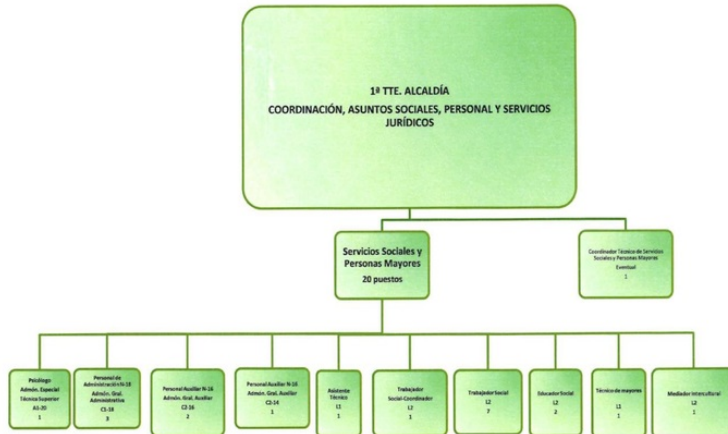 1ª TTE. ALCALDÍA
COORDINACIÓN, ASUNTOS SOCIALES, PERSONAL Y SERVICIOS
JURÍDICOS
Servicios Sociales y
Personas Mayores
20 puestos
Coordinador Técnico de Servicios
Sociales y Personas Mayores
Eventual
1
Psicólogo
Admón. Especial
Técnica Superior
A1-20
1
Personal de
Administración N-18
Admón. Gral.
Administrativa
C1-18
3
Personal Auxiliar N-16
Admón. Gral. Auxiliar
C2-16
2
Personal Auxiliar N-16
Admón. Gral. Auxiliar
C2-14
1
Asistente
Técnico
L1
1
Trabajador
Social-Coordinador
L2
1
Trabajador Social
L2
7
Educador Social
L2
2
Técnico de mayores
L1
1
Mediador Intercultural
L2
1